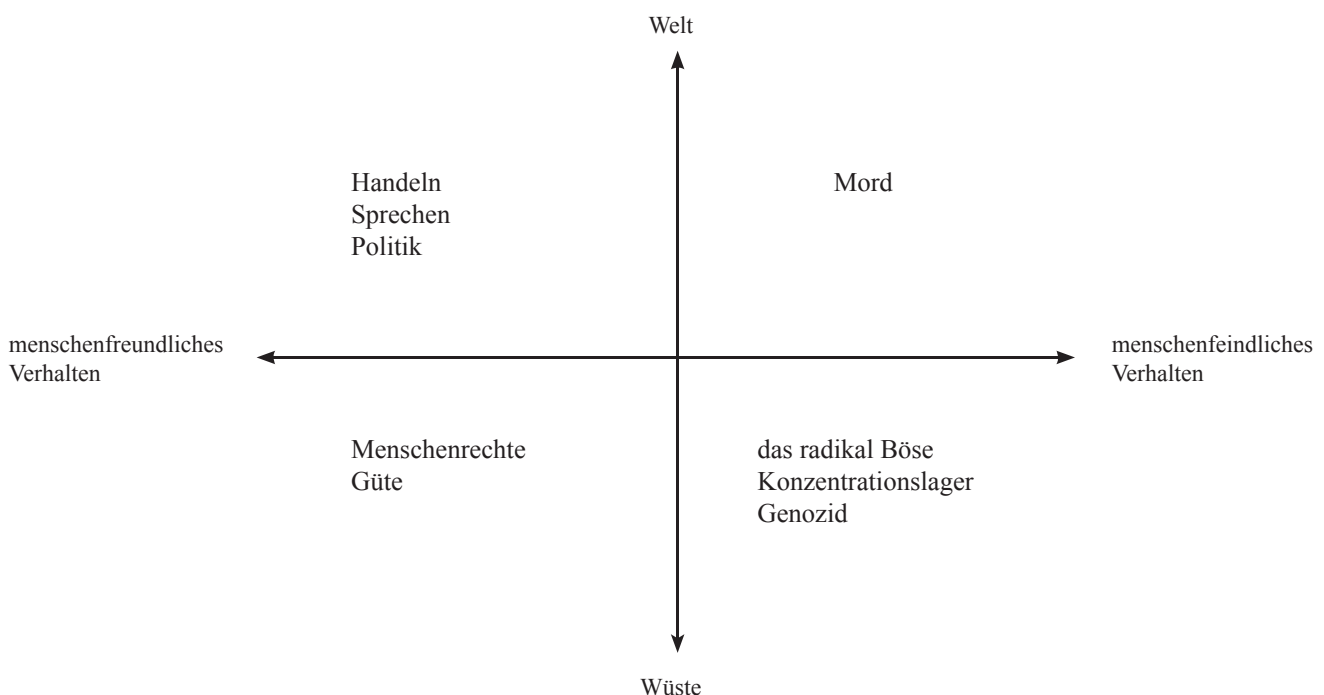 Welt
Handeln
Sprechen
Politik
Mord
menschenfreundliches
Verhalten
menschenfeindliches
Verhalten
Menschenrechte
Güte
das radikal Böse
Konzentrationslager
Genozid
Wüste